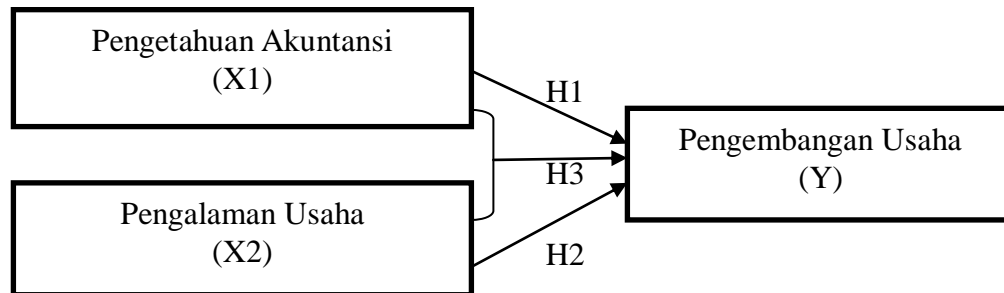 Pengetahuan Akuntansi
(X1)
H1
Pengembangan Usaha
(Y)
H3
Pengalaman Usaha
(X2)
H2